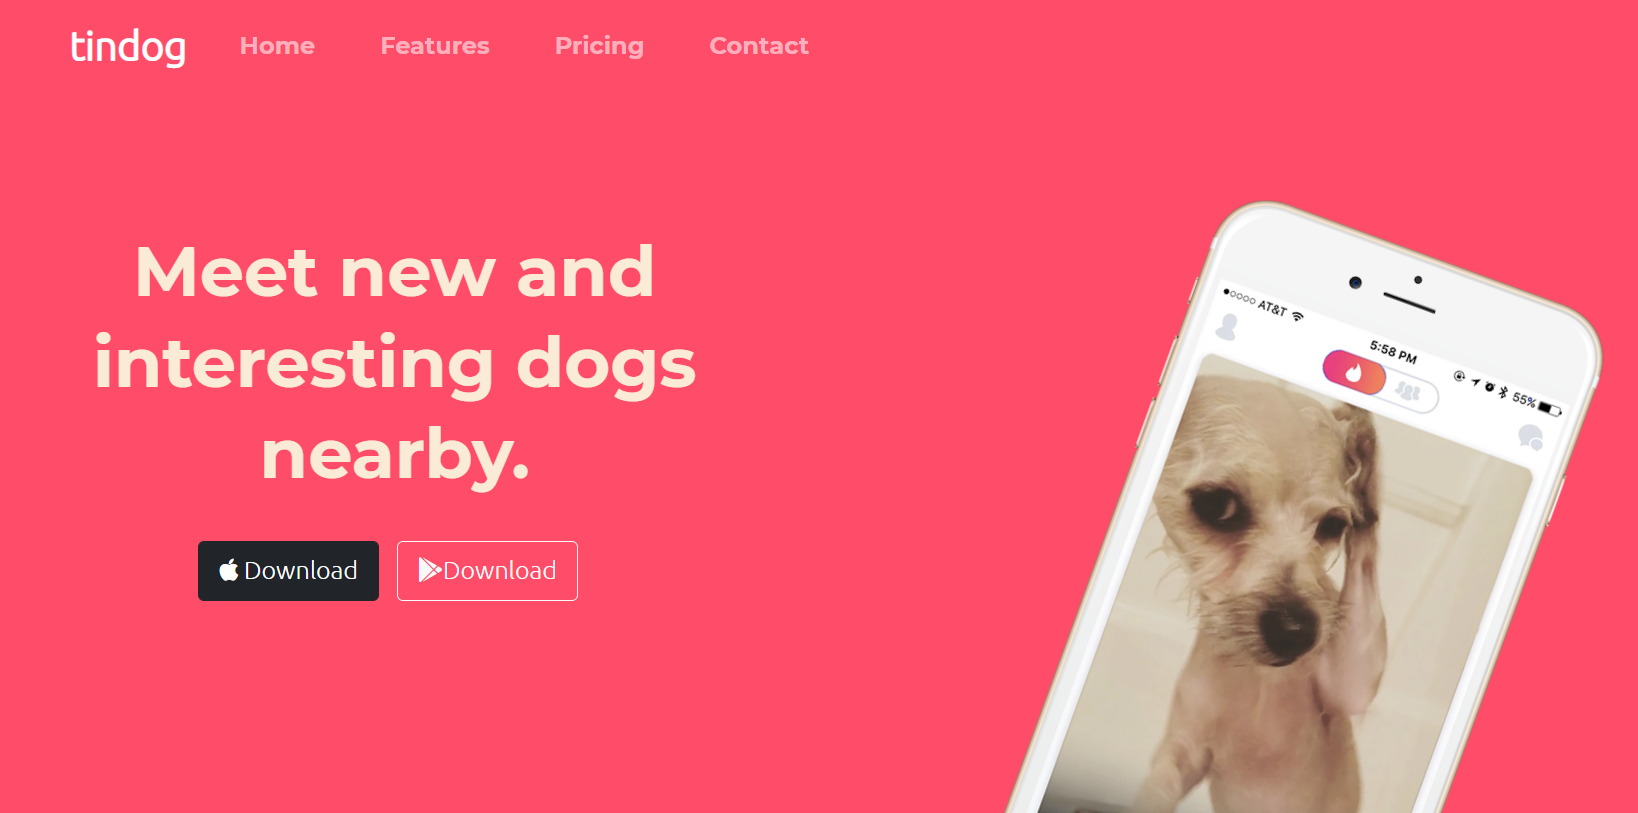 tindog Home Features Pricing Contact
Meet new and
interesting dogs
nearby.
Download Download
AT&T
5:58 PM
55%